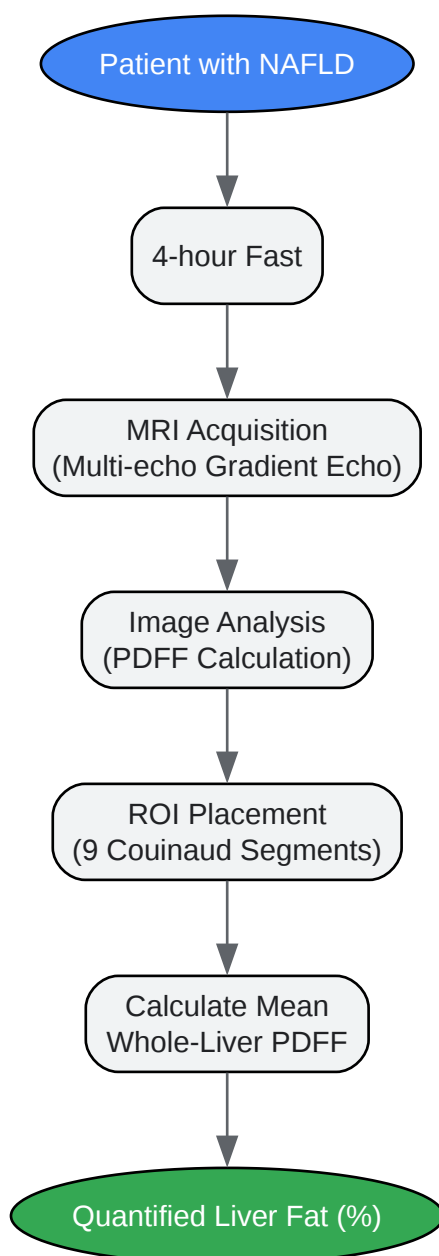 Patient with NAFLD
4-hour Fast
MRI Acquisition
(Multi-echo Gradient Echo)
Image Analysis
(PDFF Calculation)
ROI Placement
(9 Couinaud Segments)
Calculate Mean
Whole-Liver PDFF
Quantified Liver Fat (%)